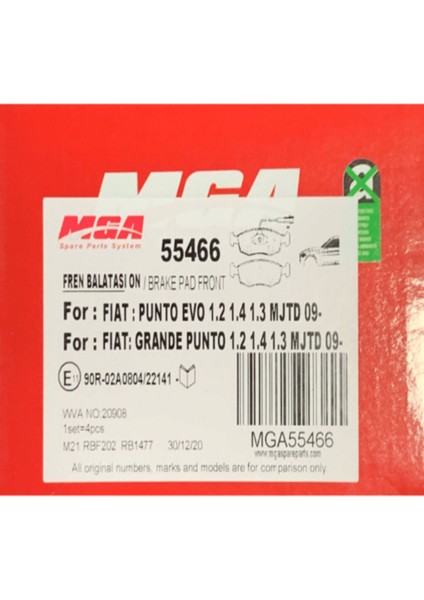 MGA
MGA
Spare Parts System
55466
FREN BALATASI ON / BRAKE PAD FRONT
For : FIAT : PUNTO EVO 1.2 1.4 1.3 MJTD 09-
For : FIAT: GRANDE PUNTO 1.2 1.4 1.3 MJTD 09-
E11 90R-02A0804/22141 -
WVA NO:20908
1set=4pcs
M21 RBF202 RB1477 30/12/20
MGA55466
www.mgaspareparts.com
All original numbers, marks and models are for comparison only.